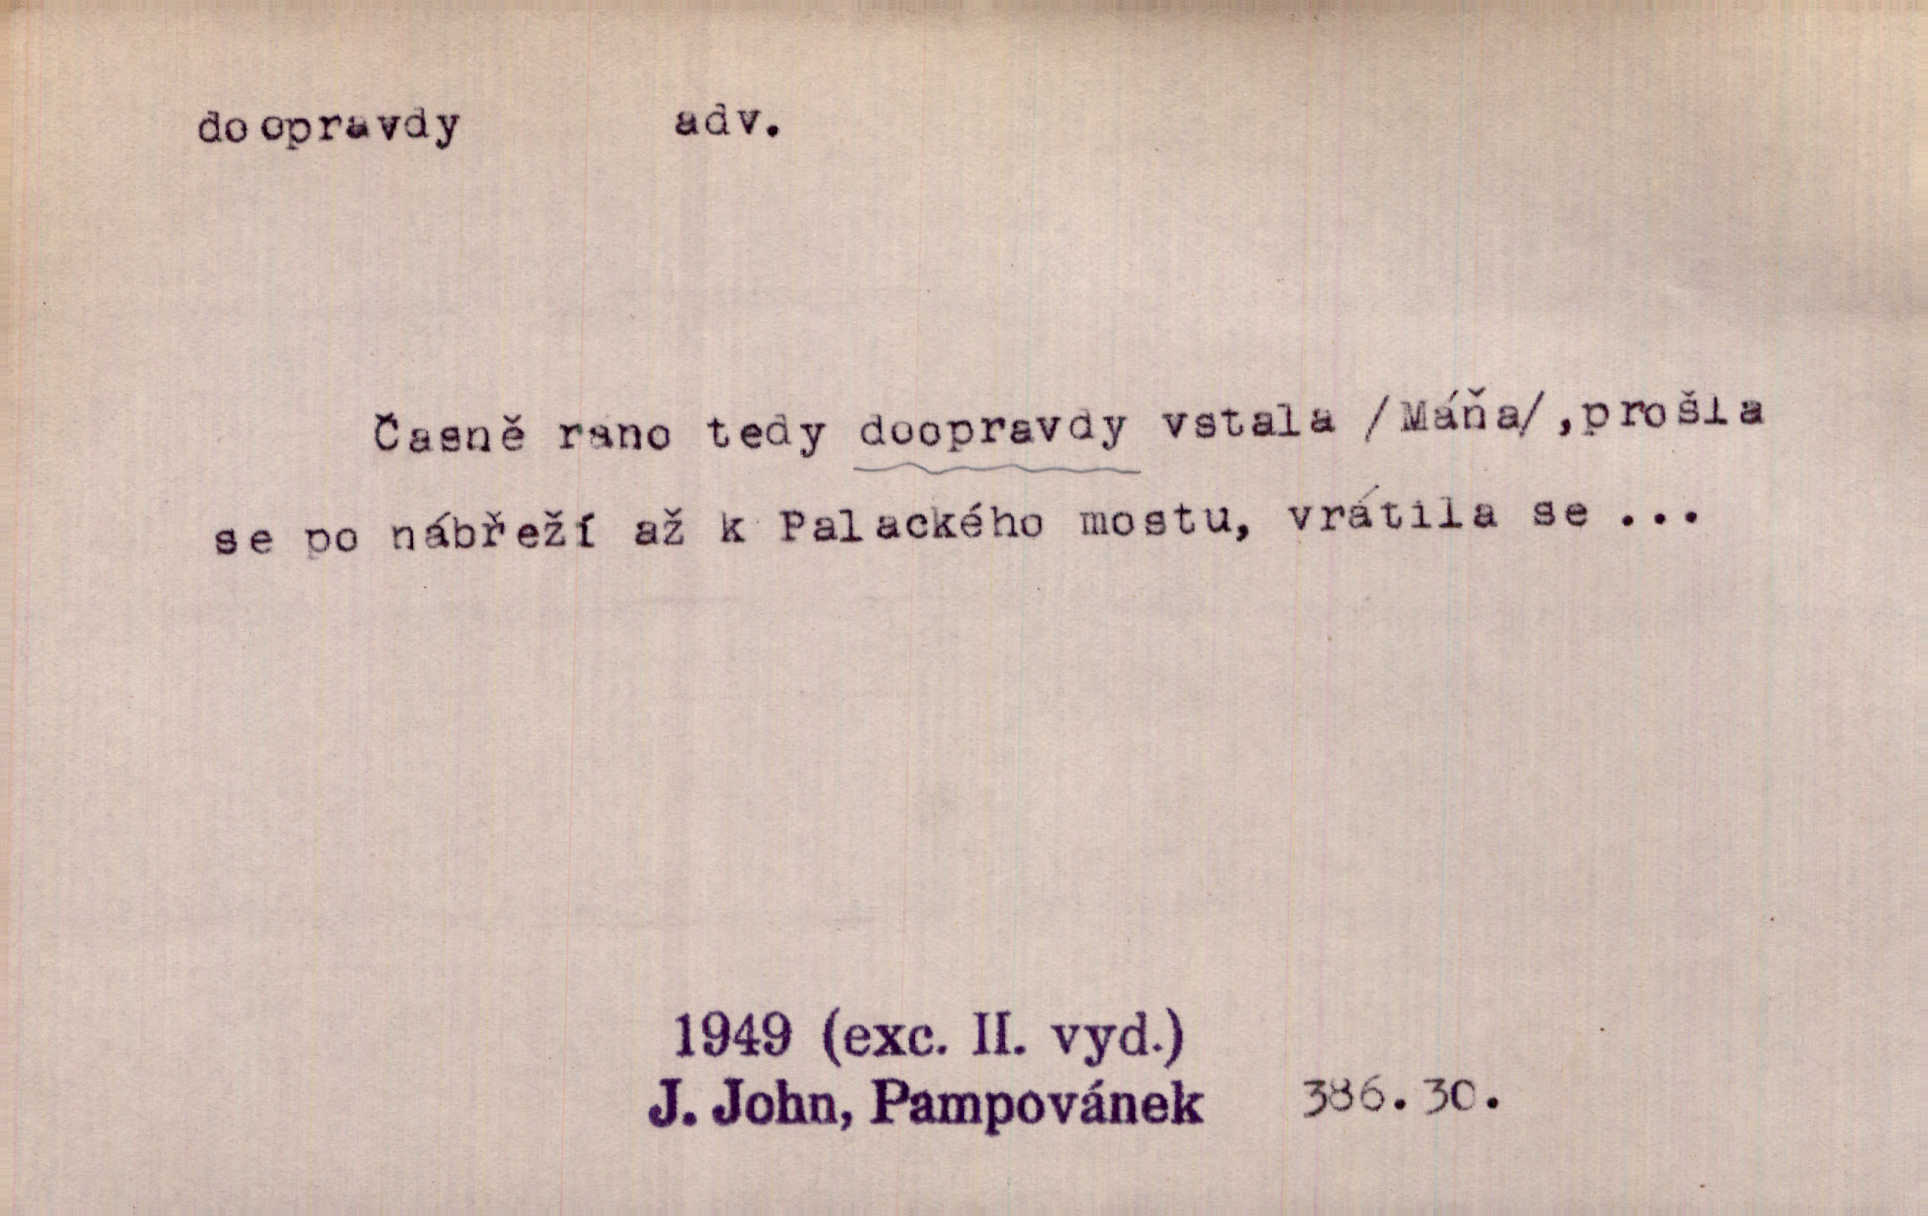 doopravdy adv.
Časně rano tedy doopravdy vstala /Máňa/,prošla
se po nábřeží až k Palackého mostu, vrátila se ...
1949 (exc. II. vyd.)
J. John, Pampovánek 386.30.